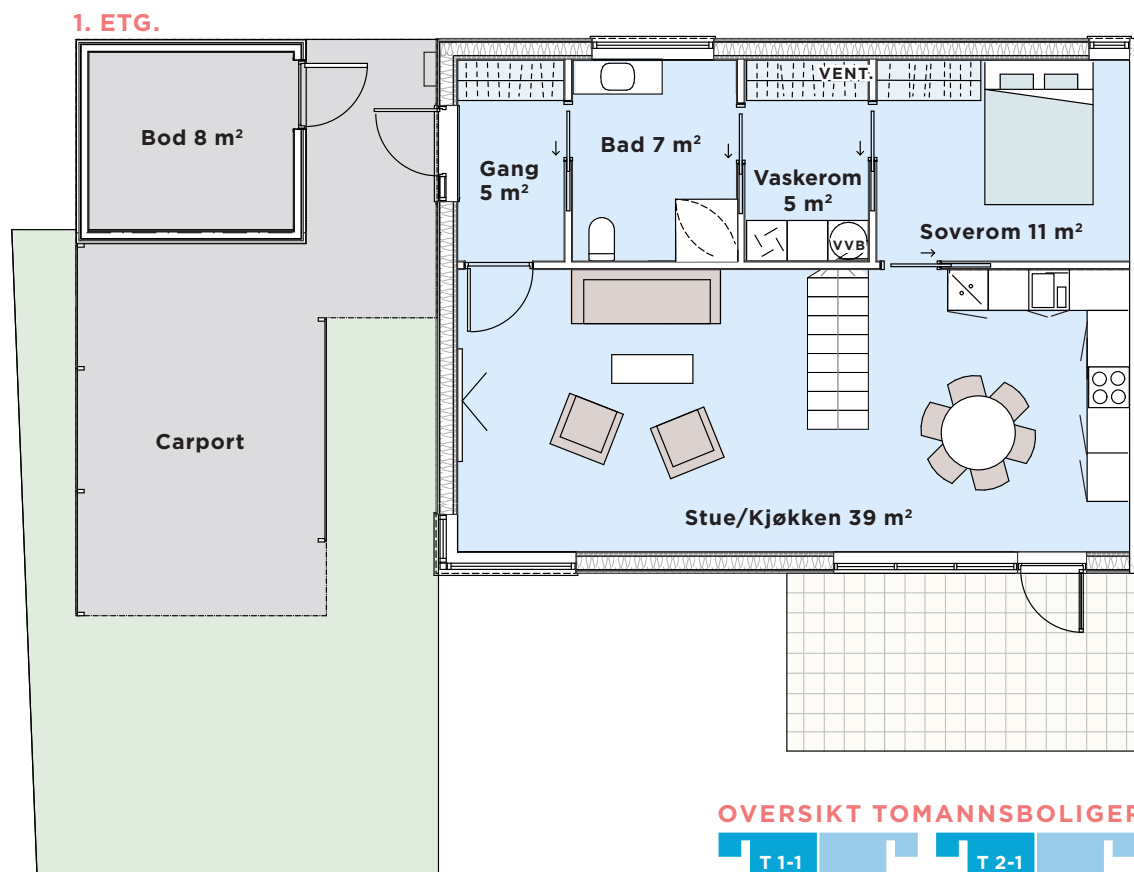 1. ETG.
VENT.
Bod 8 m²
Bad 7 m²
Gang
5 m²
Vaskerom
5 m²
Soverom 11 m²
VVB
Carport
Stue/Kjøkken 39 m²
OVERSIKT TOMANNSBOLIGER
T 1-1
T 2-1